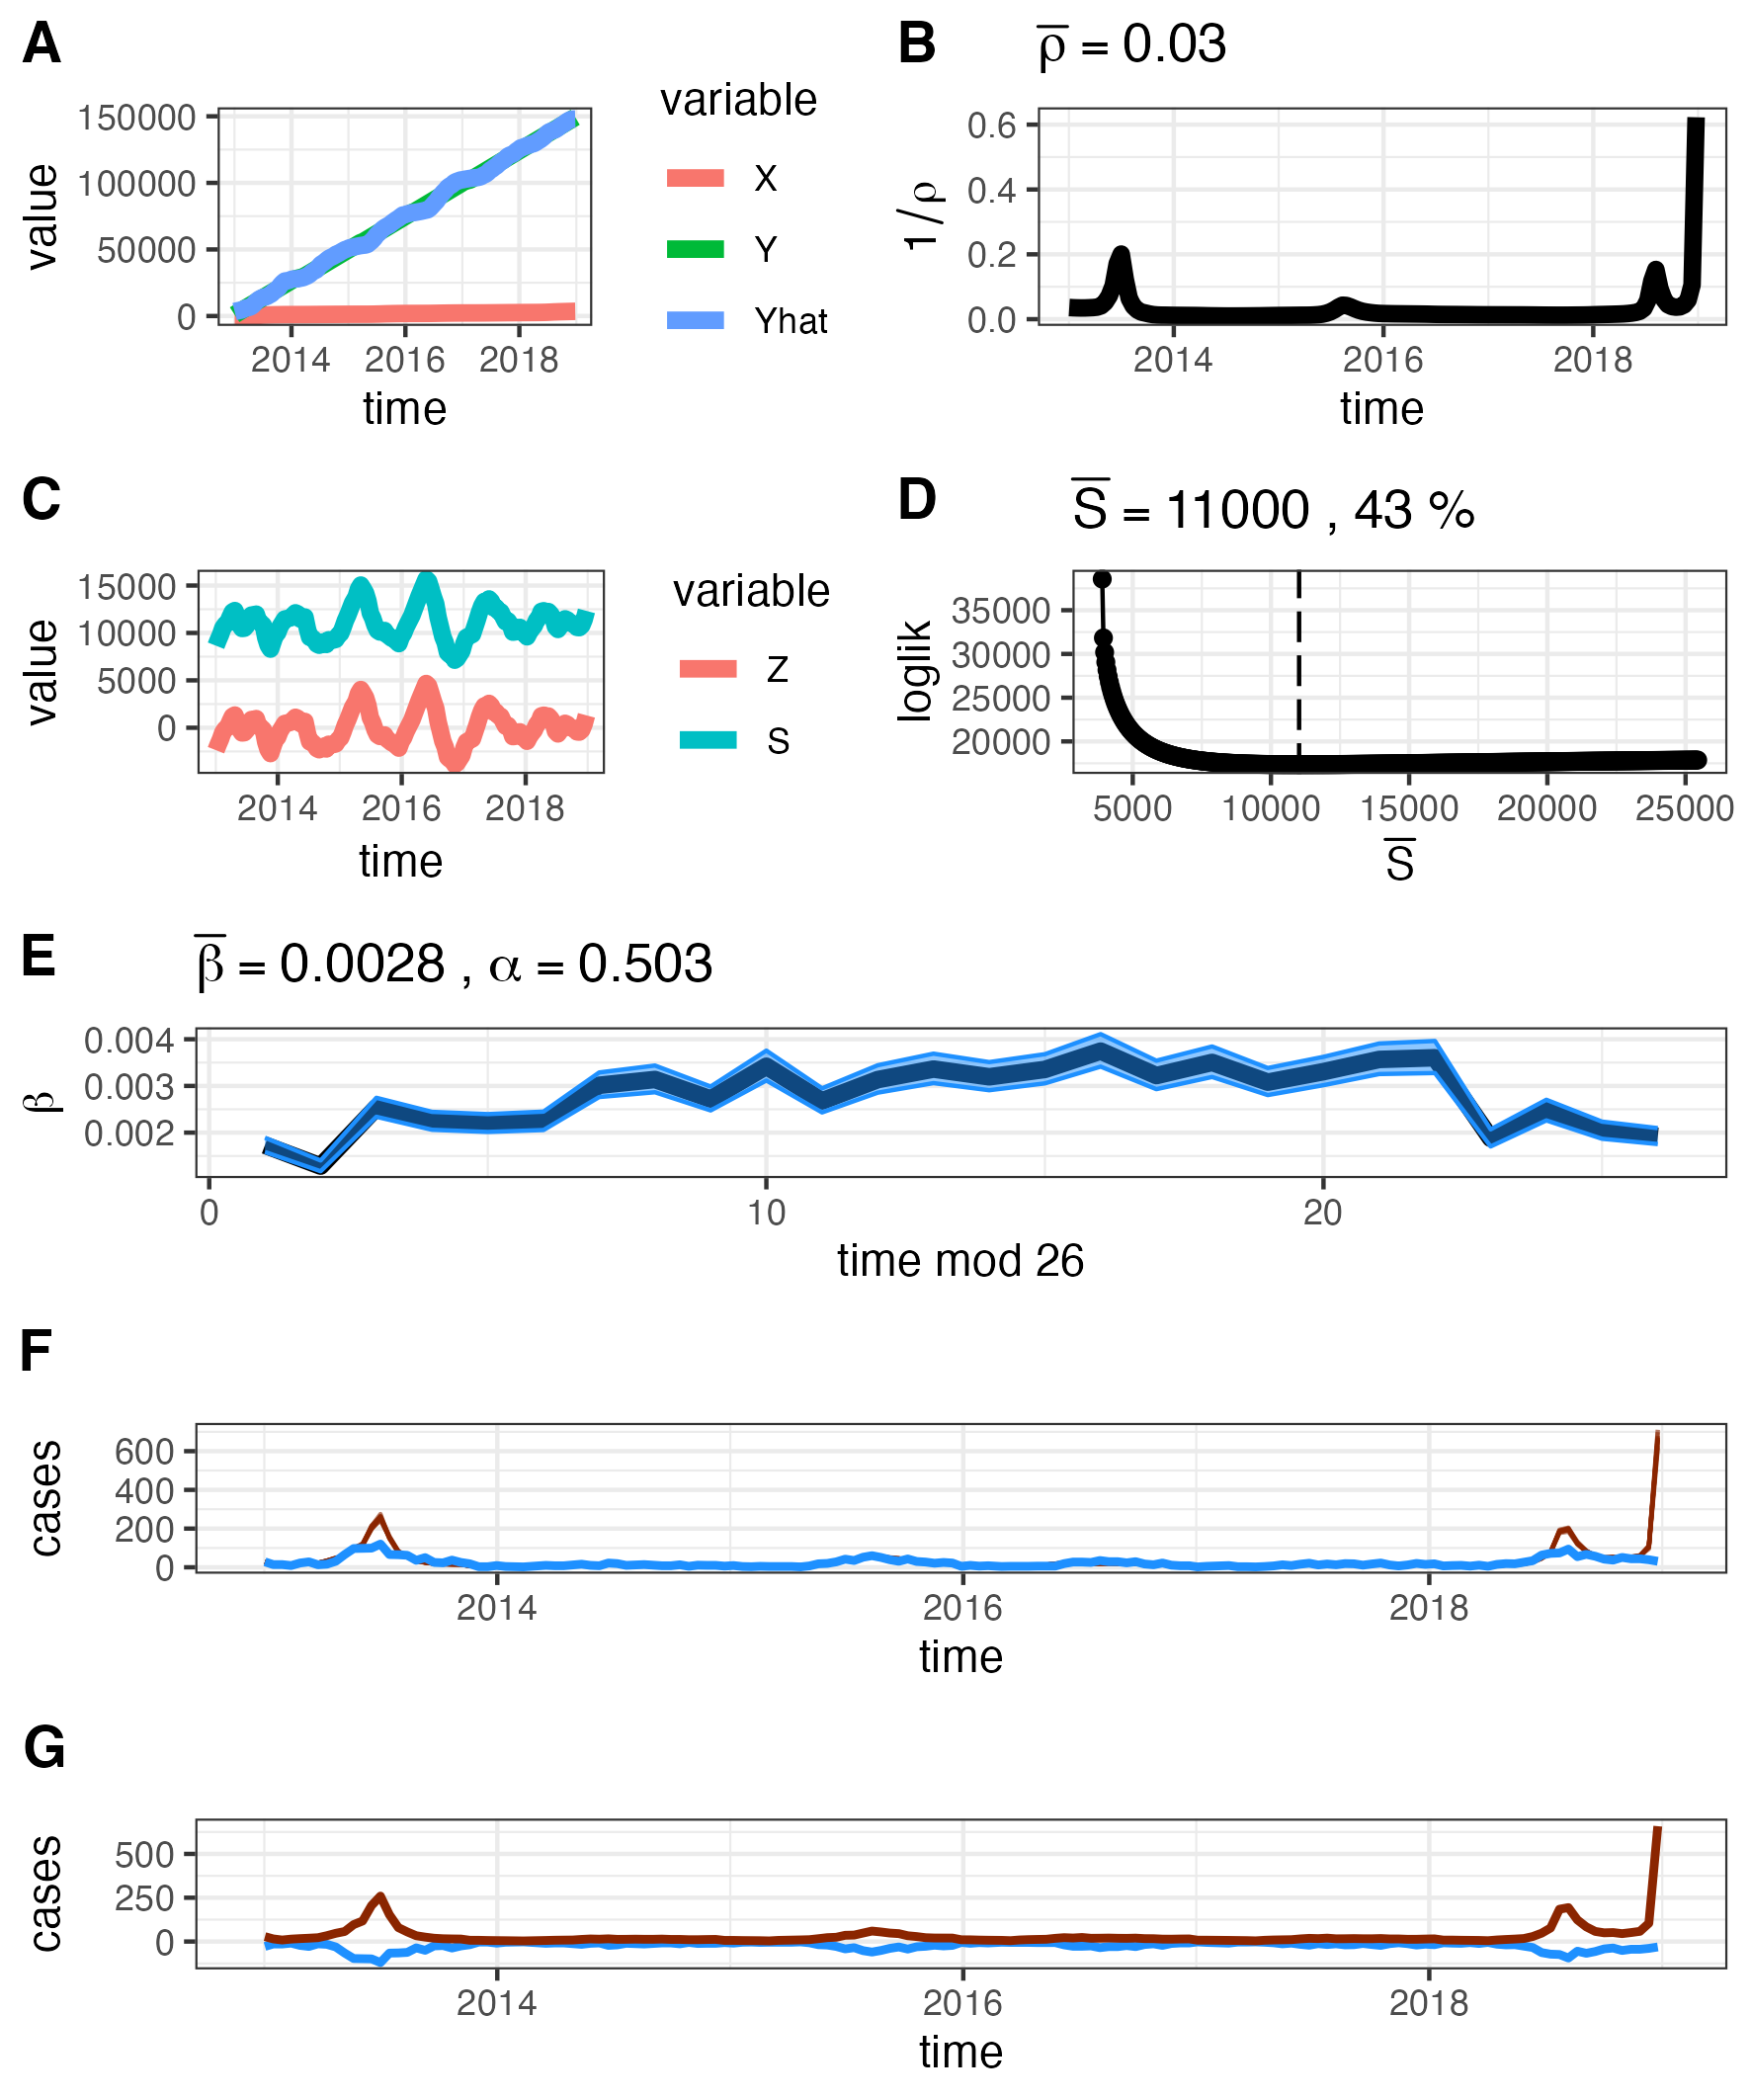 A
variable
X
Y
Yhat
value
150000
100000
50000
0
2014 2016 2018
time
B
ρ̅ = 0.03
1/ρ
0.6
0.4
0.2
0.0
2014 2016 2018
time
C
variable
Z
S
value
15000
10000
5000
0
2014 2016 2018
time
D
S̅ = 11000 , 43 %
loglik
35000
30000
25000
20000
5000 10000 15000 20000 25000
S̅
E
β̅ = 0.0028 , α = 0.503
β
0.004
0.003
0.002
0 10 20
time mod 26
F
cases
600
400
200
0
2014 2016 2018
time
G
cases
500
250
0
2014 2016 2018
time